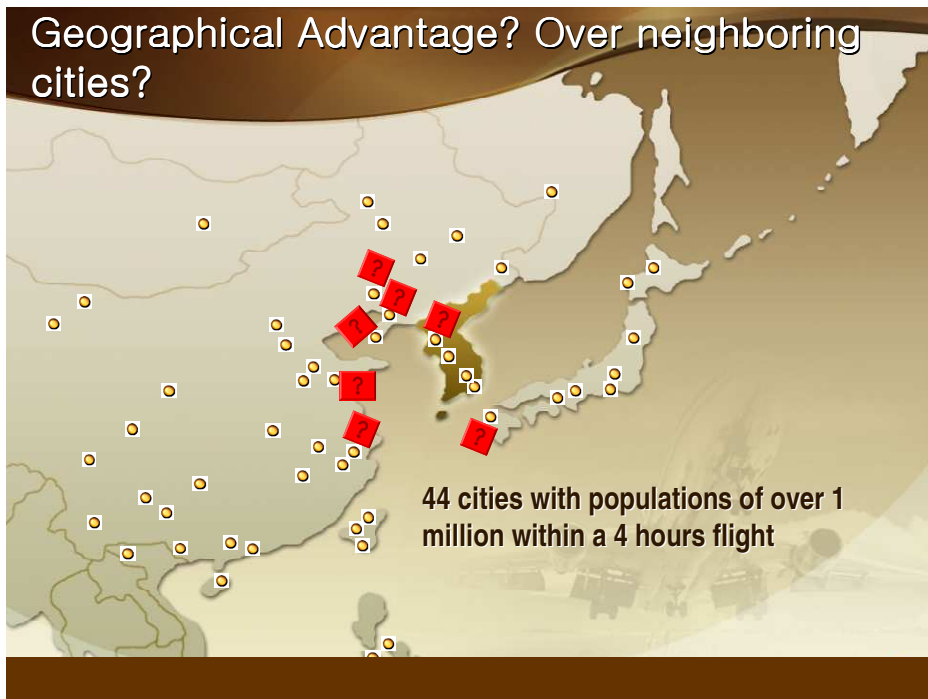 Geographical Advantage? Over neighboring
cities?
?
?
?
?
?
?
?
44 cities with populations of over 1
million within a 4 hours flight